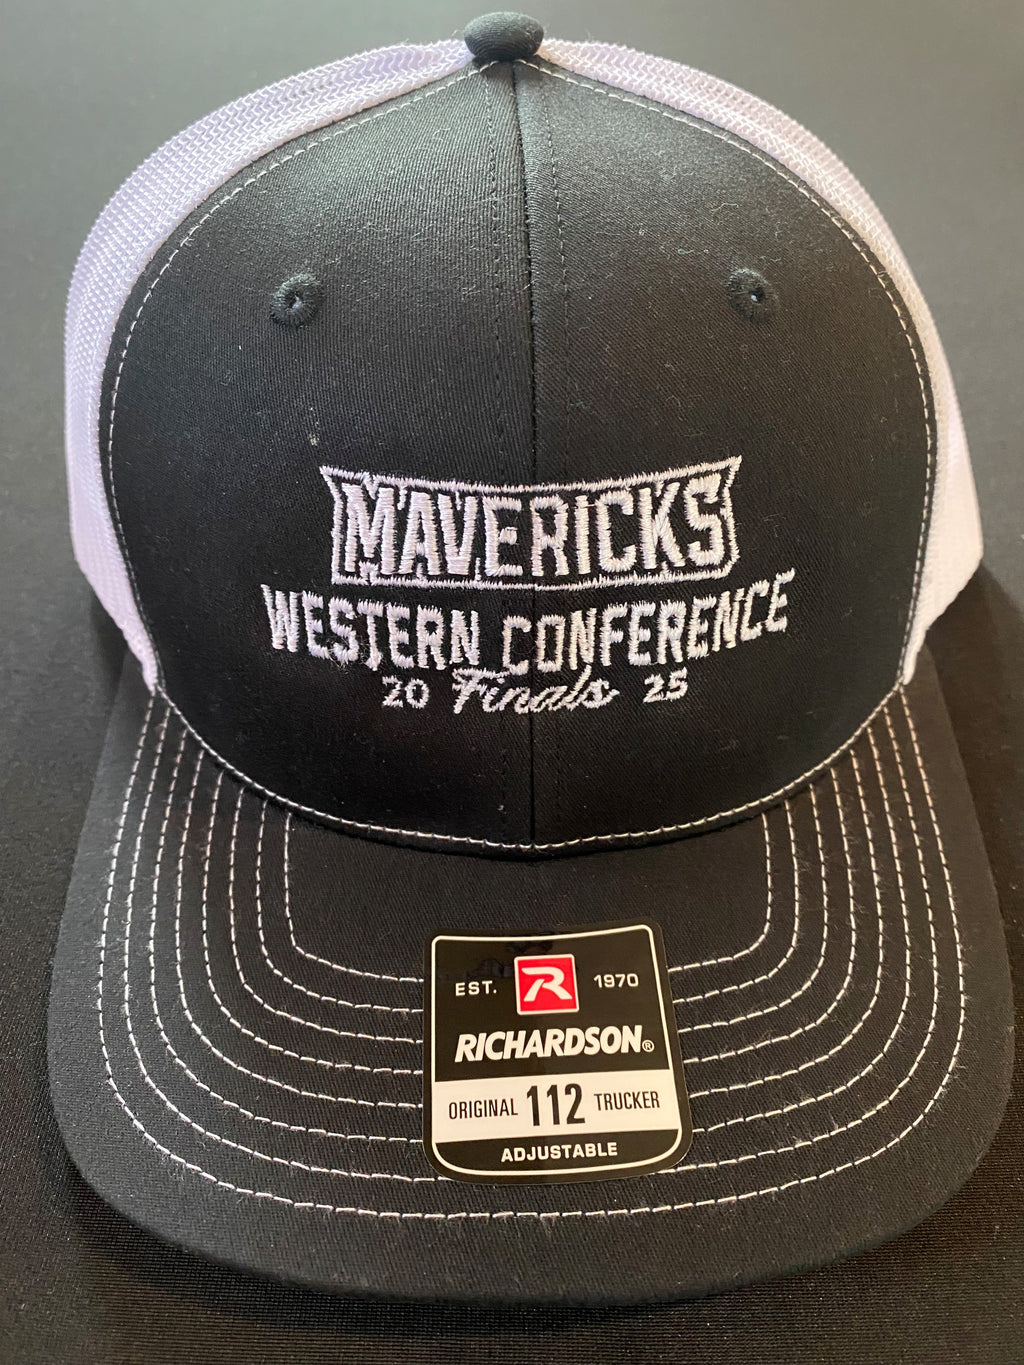 MAVERICKS
WESTERN CONFERENCE
20 Finals 25
EST. R 1970
RICHARDSON®
ORIGINAL 112 TRUCKER
ADJUSTABLE